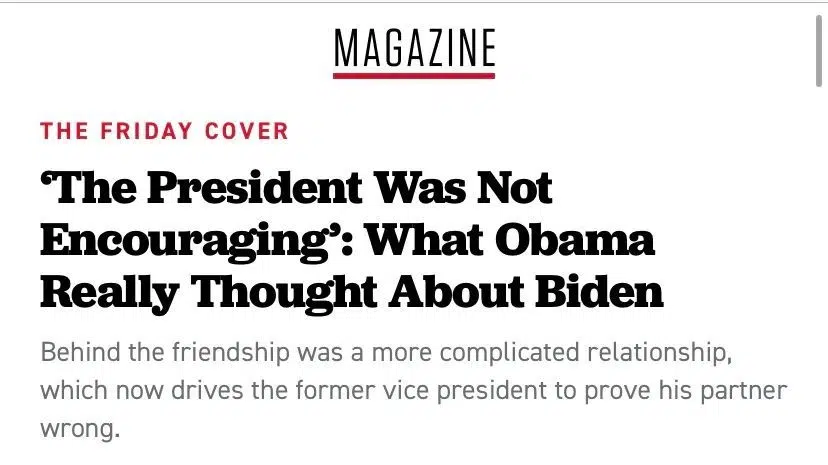 MAGAZINE
THE FRIDAY COVER
‘The President Was Not
Encouraging’: What Obama
Really Thought About Biden
Behind the friendship was a more complicated relationship,
which now drives the former vice president to prove his partner
wrong.